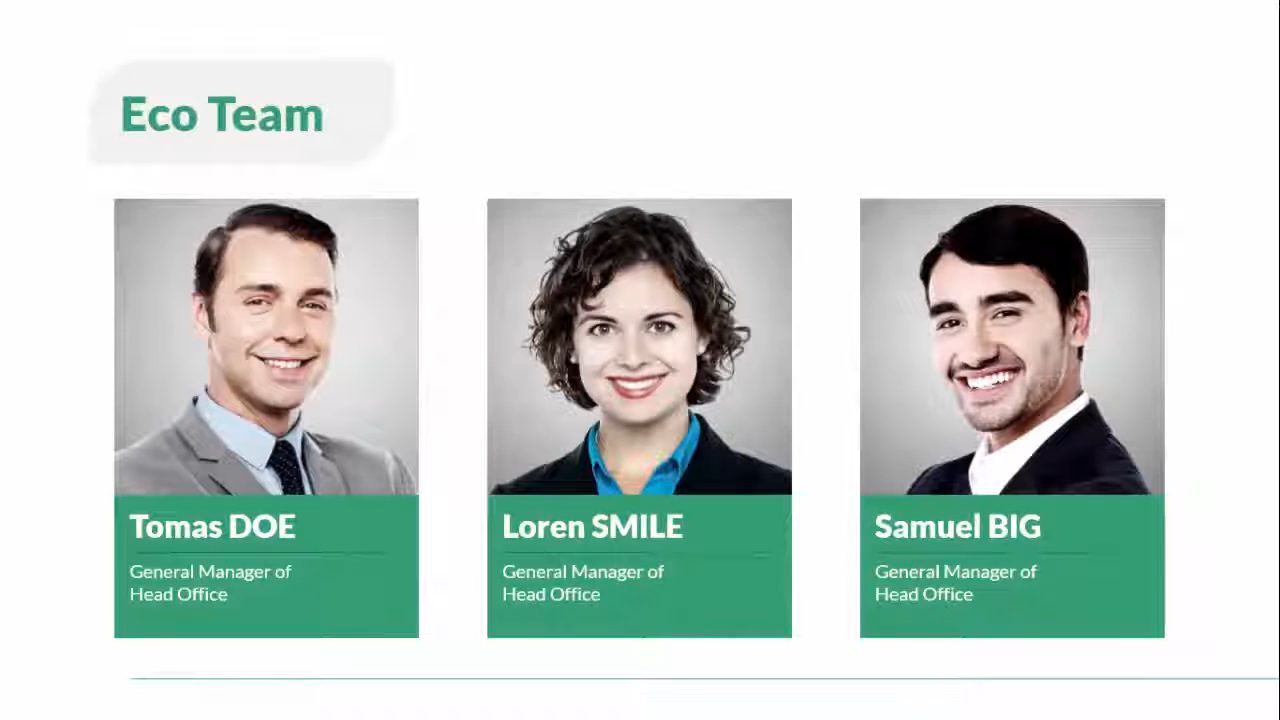 Eco Team
Tomas DOE
General Manager of
Head Office
Loren SMILE
General Manager of
Head Office
Samuel BIG
General Manager of
Head Office